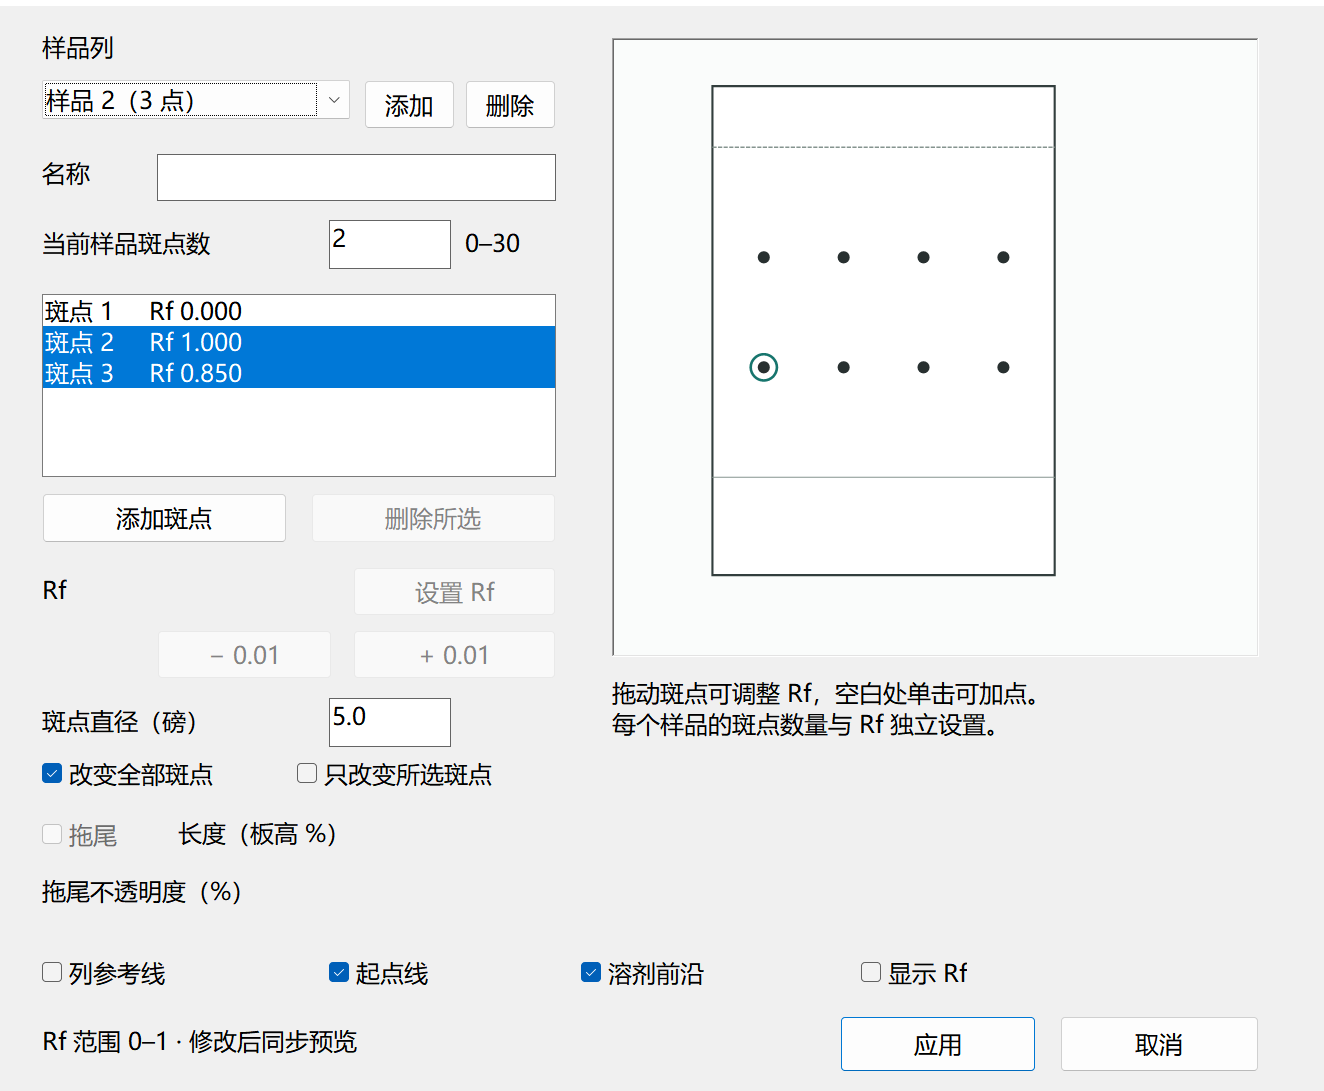 样品列
样品 2（3 点）
添加
删除
名称
当前样品斑点数
2
0–30
斑点 1 Rf 0.000
斑点 2 Rf 1.000
斑点 3 Rf 0.850
添加斑点
删除所选
Rf
设置 Rf
− 0.01
+ 0.01
斑点直径（磅）
5.0
改变全部斑点
只改变所选斑点
拖尾
长度（板高 %）
拖尾不透明度（%）
拖动斑点可调整 Rf，空白处单击可加点。
每个样品的斑点数量与 Rf 独立设置。
列参考线
起点线
溶剂前沿
显示 Rf
Rf 范围 0–1 · 修改后同步预览
应用
取消